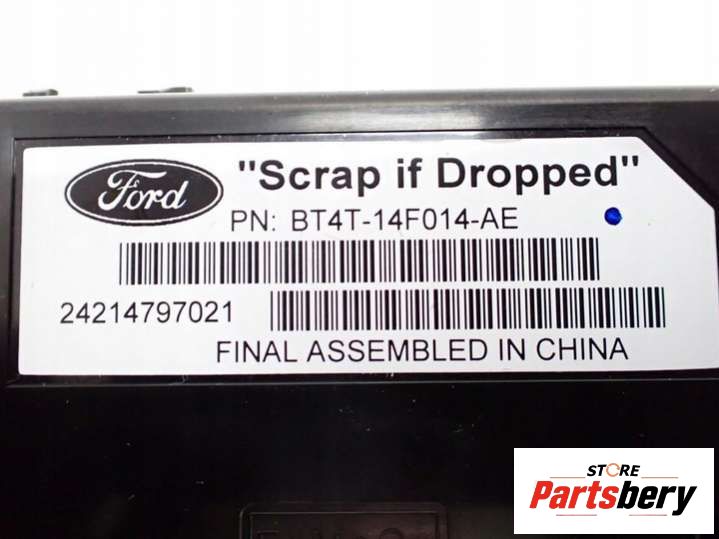 Ford
"Scrap if Dropped"
PN: BT4T-14F014-AE
24214797021
FINAL ASSEMBLED IN CHINA
STORE
Partsbery